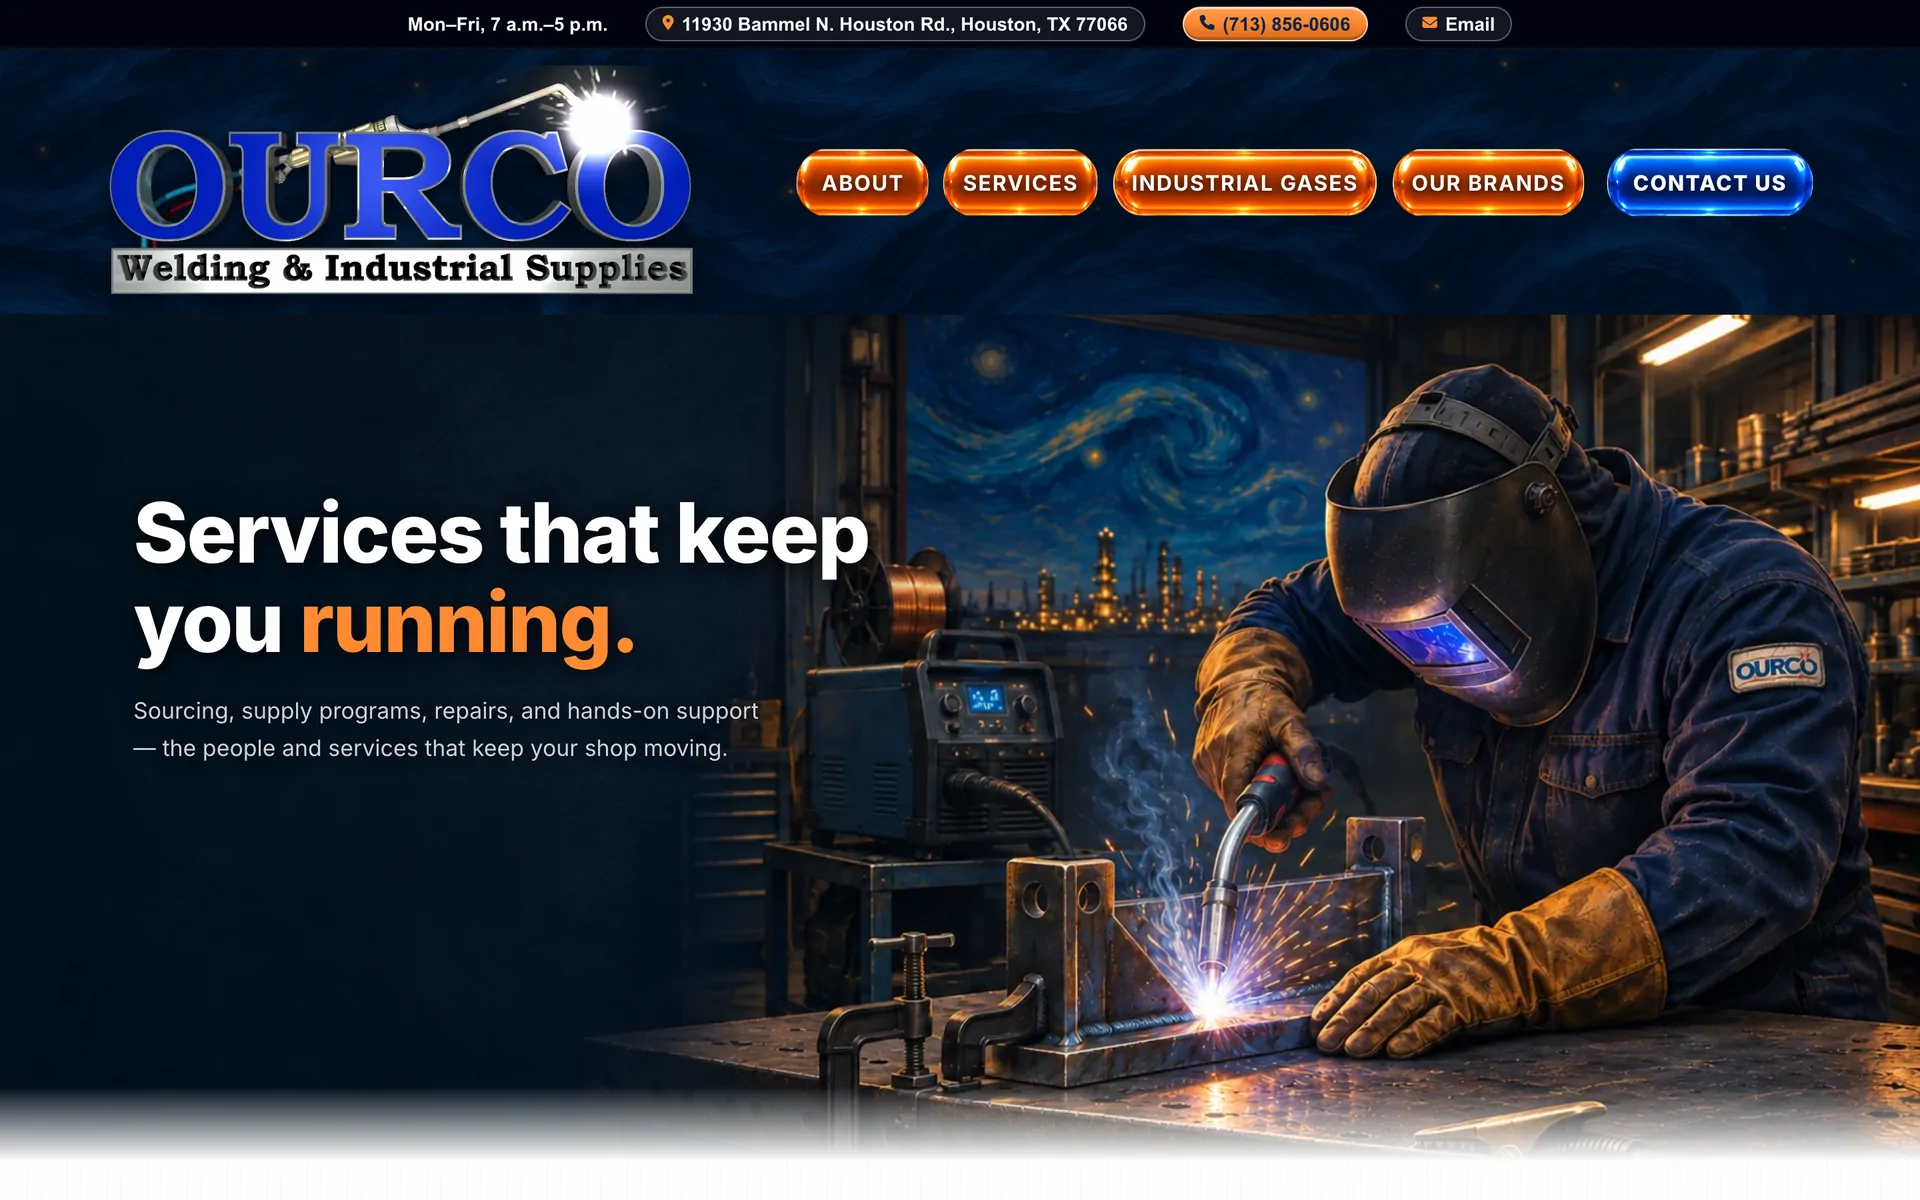 Mon–Fri, 7 a.m.–5 p.m.
11930 Bammel N. Houston Rd., Houston, TX 77066
(713) 856-0606
Email
OURCO
Welding & Industrial Supplies
ABOUT
SERVICES
INDUSTRIAL GASES
OUR BRANDS
CONTACT US
Services that keep
you running.
Sourcing, supply programs, repairs, and hands-on support
— the people and services that keep your shop moving.
OURCO